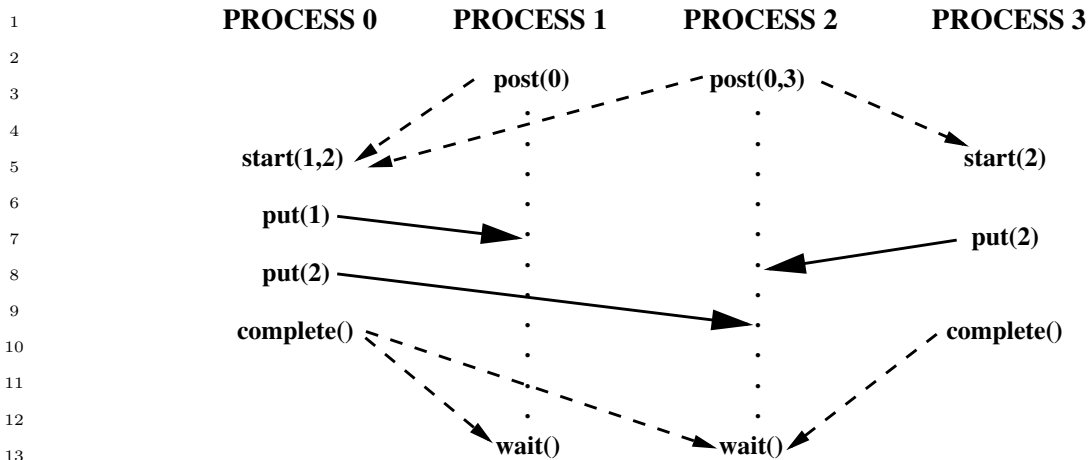 1 PROCESS 0 PROCESS 1 PROCESS 2 PROCESS 3
2
3 post(0) post(0,3)
4
5 start(1,2) start(2)
6
put(1)
7 put(2)
8 put(2)
9
complete() complete()
10
11
12
13 wait() wait()